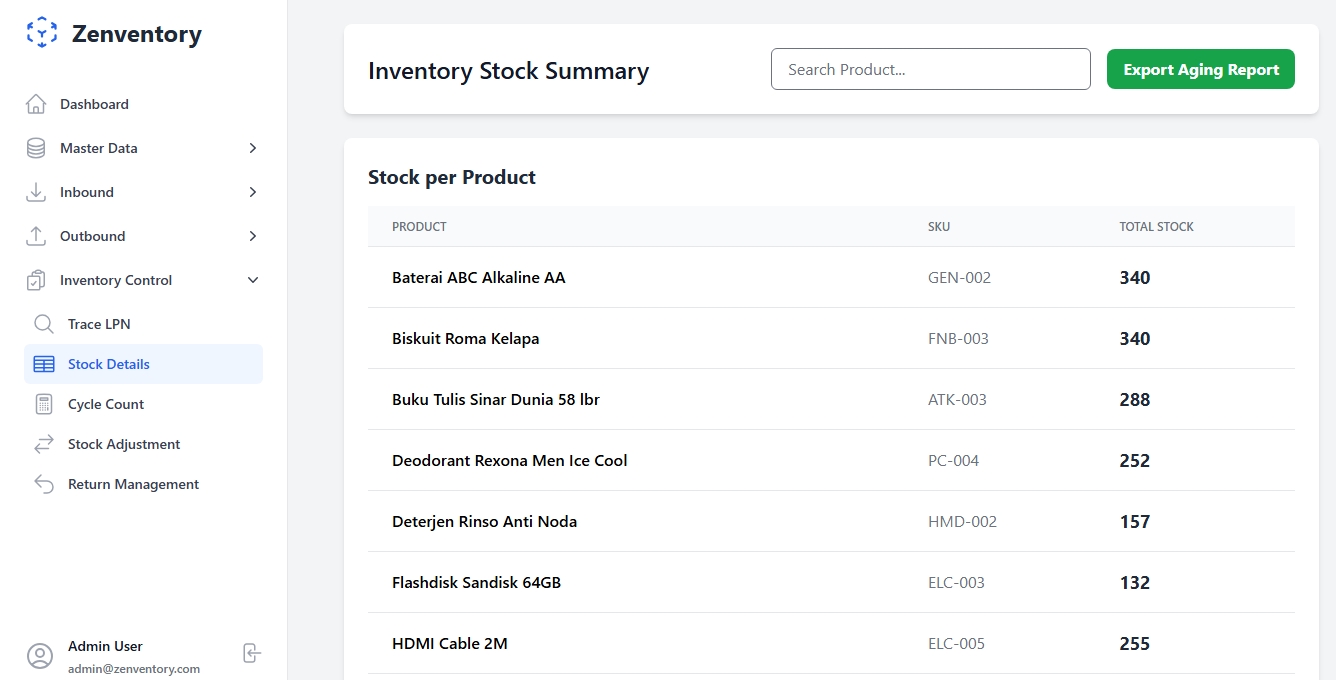 Zenventory
Dashboard
Master Data
Inbound
Outbound
Inventory Control
Trace LPN
Stock Details
Cycle Count
Stock Adjustment
Return Management
Admin User
admin@zenventory.com
Inventory Stock Summary
Search Product...
Export Aging Report
Stock per Product
PRODUCT SKU TOTAL STOCK
Baterai ABC Alkaline AA GEN-002 340
Biskuit Roma Kelapa FNB-003 340
Buku Tulis Sinar Dunia 58 lbr ATK-003 288
Deodorant Rexona Men Ice Cool PC-004 252
Deterjen Rinso Anti Noda HMD-002 157
Flashdisk Sandisk 64GB ELC-003 132
HDMI Cable 2M ELC-005 255